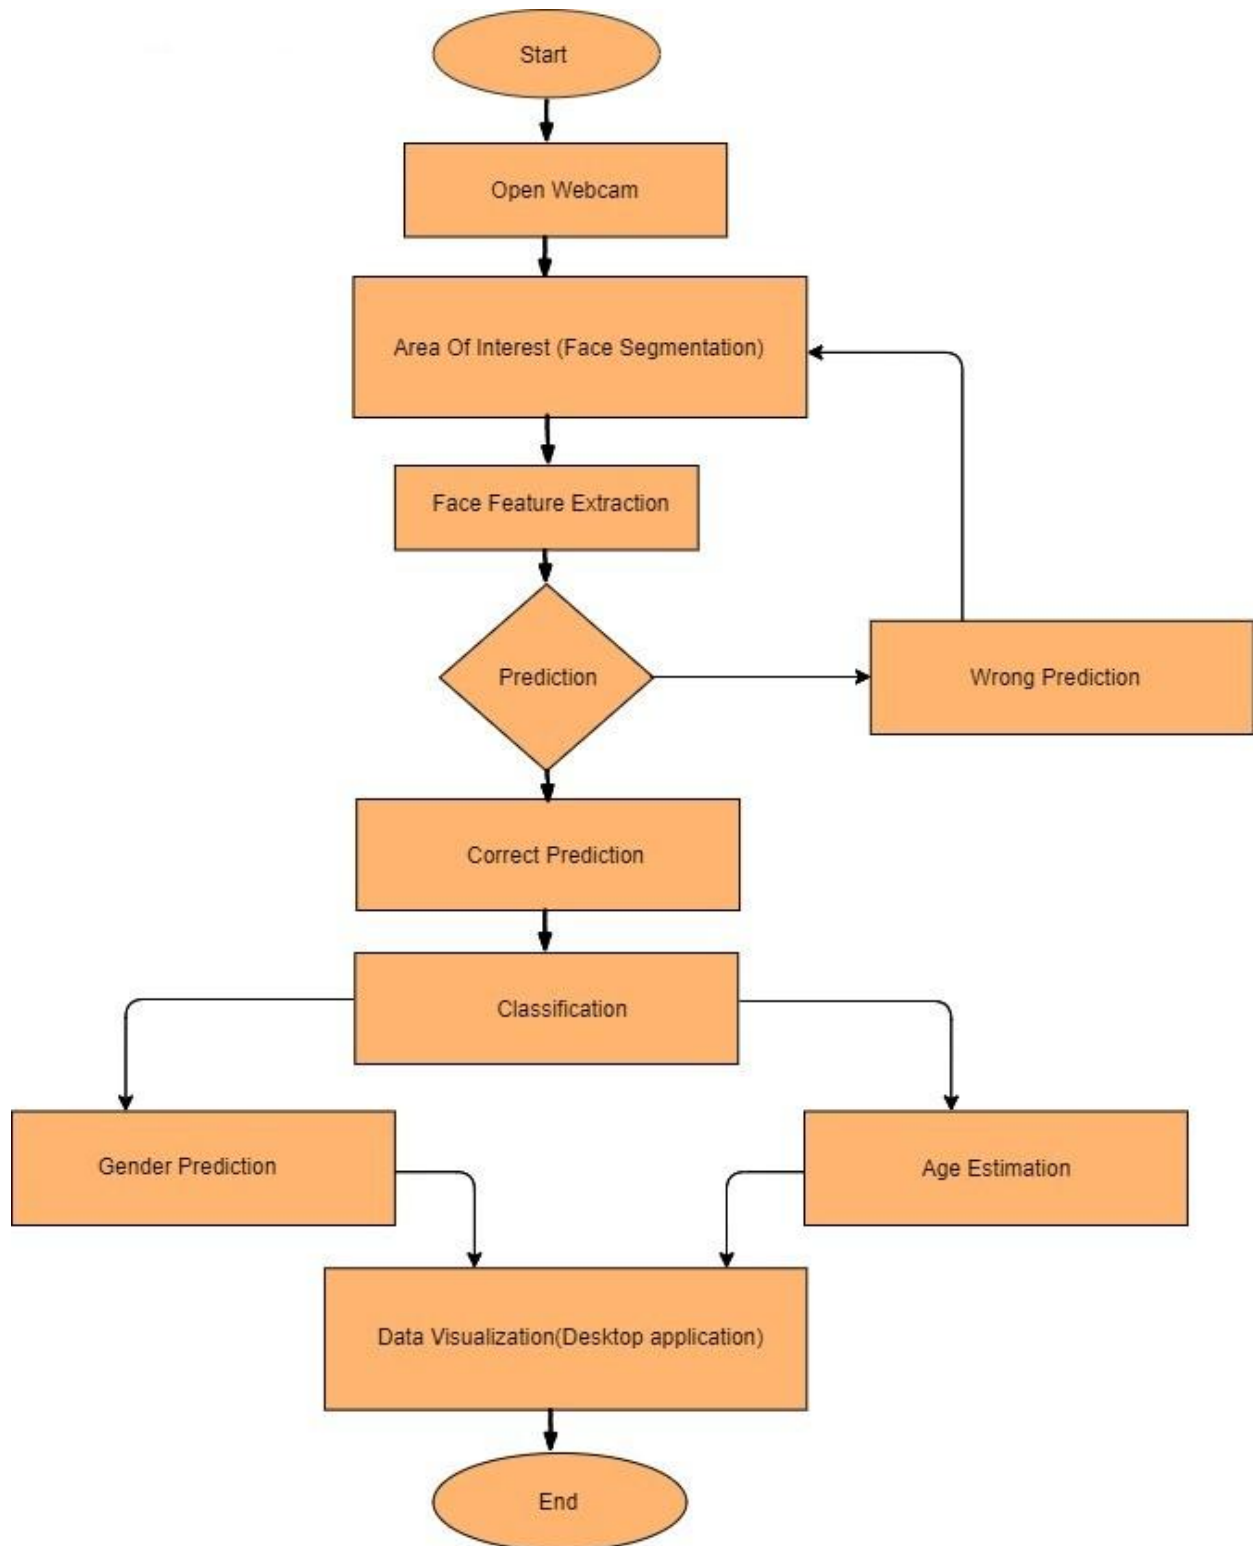 Start
Open Webcam
Area Of Interest (Face Segmentation)
Face Feature Extraction
Prediction
Wrong Prediction
Correct Prediction
Classification
Gender Prediction
Age Estimation
Data Visualization(Desktop application)
End